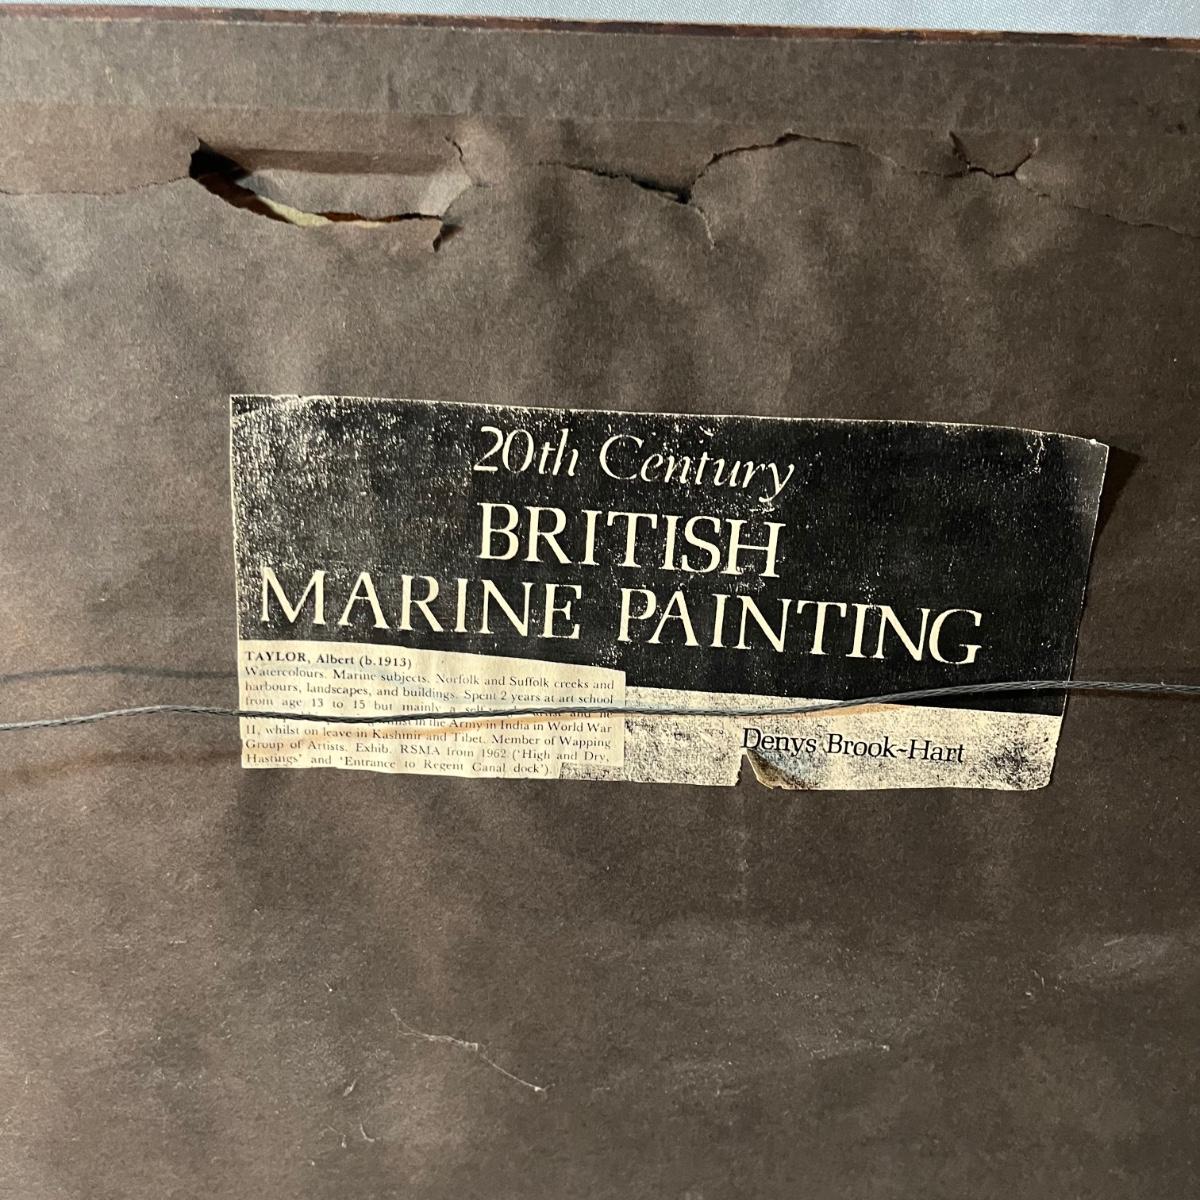 20th Century
BRITISH
MARINE PAINTING
TAYLOR, Albert (b.1913)
Watercolours. Marine subjects. Norfolk and Suffolk creeks and
harbours, landscapes, and buildings. Spent 2 years at art school
from age 13 to 15 but mainly a artist and he
in the Army in India in World War
II, whilst on leave in Kashmir and Tibet. Member of Wapping
Group of Artists. Exhib. RSMA from 1962 ('High and Dry,
Hastings' and 'Entrance to Regent Canal dock')
Denys Brook-Hart